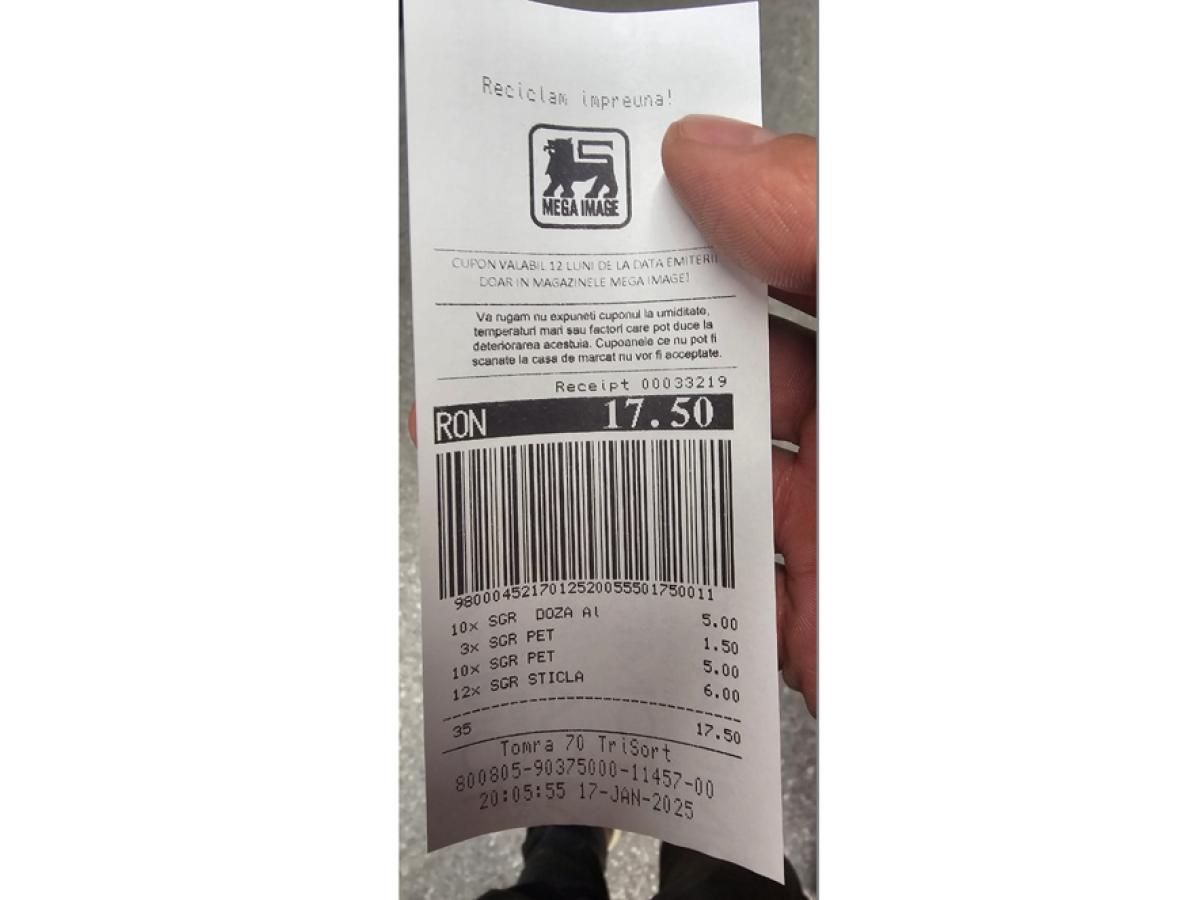 Reciclam impreuna!
MEGA IMAGE
CUPON VALABIL 12 LUNI DE LA DATA EMITERII
DOAR IN MAGAZINELE MEGA IMAGE!
Va rugam nu expuneti cuponul la umiditate,
temperaturi mari sau factori care pot duce la
deteriorarea acestuia. Cupoanele ce nu pot fi
scanate la casa de marcat nu vor fi acceptate.
Receipt 00033219
RON 17.50
9800045217012520055501750011
10x SGR DOZA Al 5.00
3x SGR PET 1.50
10x SGR PET 5.00
12x SGR STICLA 6.00
35 17.50
Tomra 70 TriSort
800805-90375000-11457-00
20:05:55 17-JAN-2025